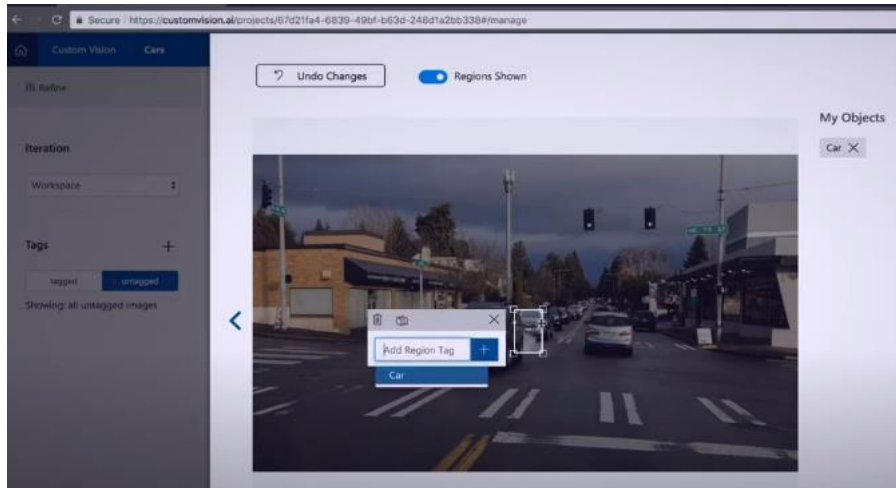 Secure https://customvision.ai/projects/67d21fa4-6839-49bf-b63d-248d1a2bb338#/manage
Custom Vision Cars
Refine
Undo Changes
Regions Shown
My Objects
Car
Iteration
Workspace
Tags
tagged
untagged
Showing: all untagged images
Add Region Tag
Car